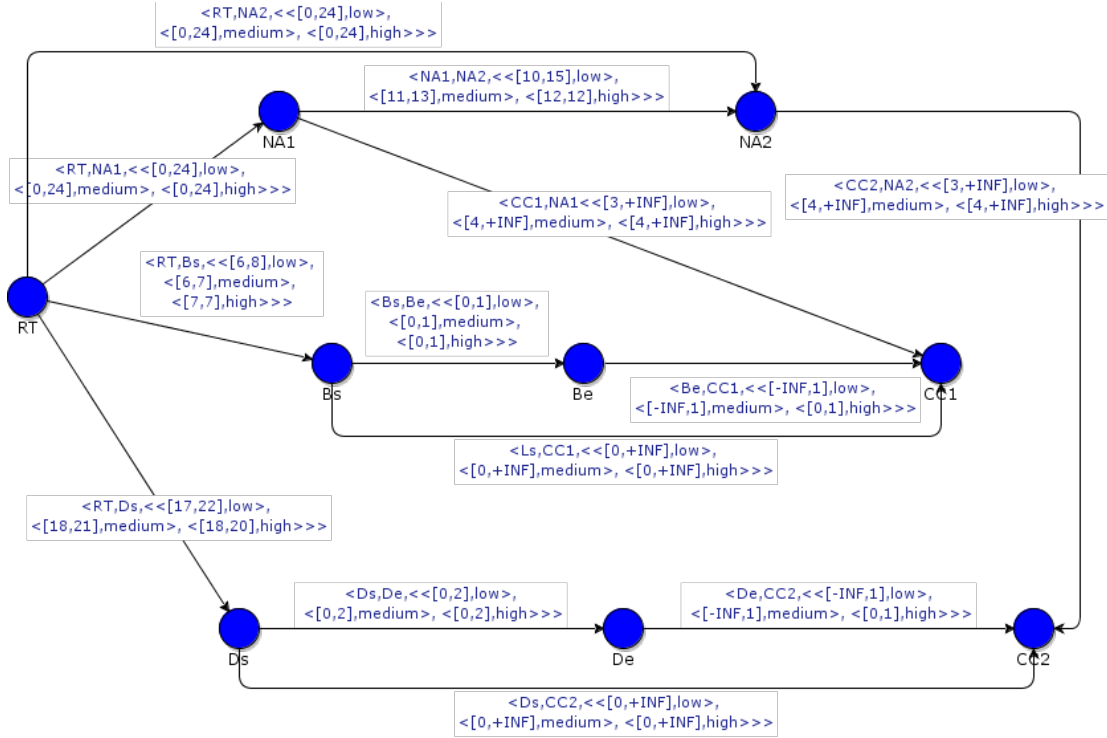 <RT,NA2,<<[0,24],low>,
<[0,24],medium>, <[0,24],high>>>
<NA1,NA2,<<[10,15],low>,
<[11,13],medium>, <[12,12],high>>>
NA1
NA2
<RT,NA1,<<[0,24],low>,
<[0,24],medium>, <[0,24],high>>>
<CC2,NA2,<<[3,+INF],low>,
<[4,+INF],medium>, <[4,+INF],high>>>
<CC1,NA1<<[3,+INF],low>,
<[4,+INF],medium>, <[4,+INF],high>>>
<RT,Bs,<<[6,8],low>,
<[6,7],medium>,
<[7,7],high>>>
RT
<Bs,Be,<<[0,1],low>,
<[0,1],medium>,
<[0,1],high>>>
Bs
Be
CC1
<Be,CC1,<<[-INF,1],low>,
<[-INF,1],medium>, <[0,1],high>>>
<Ls,CC1,<<[0,+INF],low>,
<[0,+INF],medium>, <[0,+INF],high>>>
<RT,Ds,<<[17,22],low>,
<[18,21],medium>, <[18,20],high>>>
<Ds,De,<<[0,2],low>,
<[0,2],medium>, <[0,2],high>>>
<De,CC2,<<[-INF,1],low>,
<[-INF,1],medium>, <[0,1],high>>>
Ds
De
CC2
<Ds,CC2,<<[0,+INF],low>,
<[0,+INF],medium>, <[0,+INF],high>>>